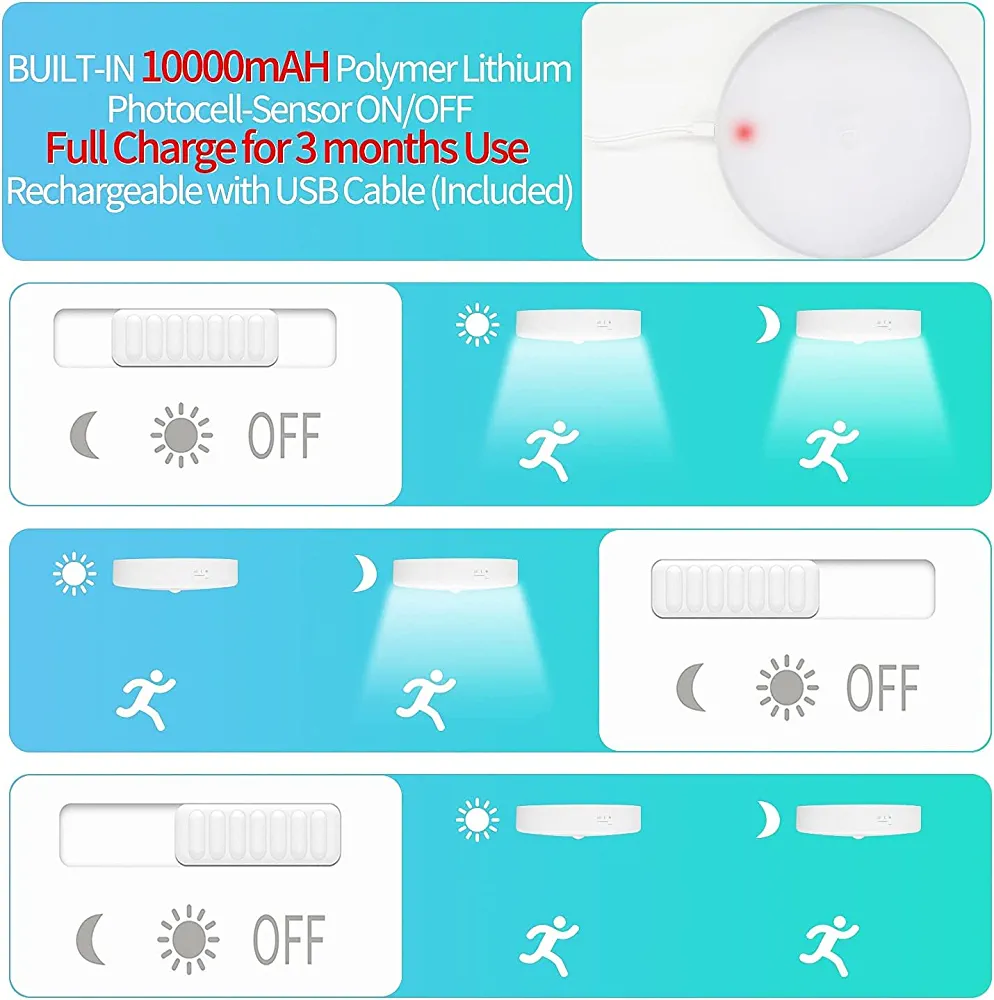 BUILT-IN 10000mAH Polymer Lithium
Photocell-Sensor ON/OFF
Full Charge for 3 months Use
Rechargeable with USB Cable (Included)
OFF
OFF
OFF